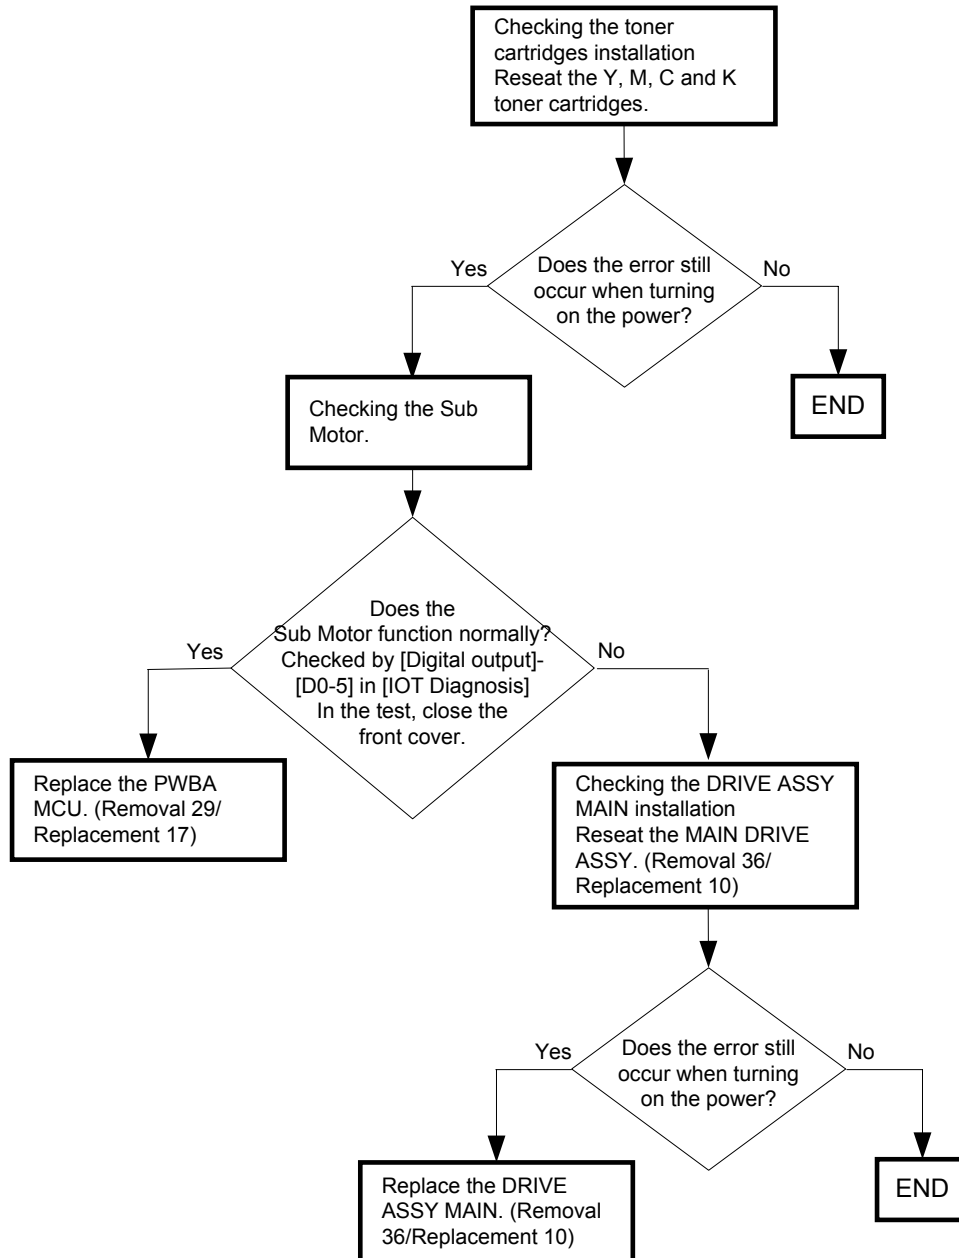 Checking the toner
cartridges installation
Reseat the Y, M, C and K
toner cartridges.
Does the error still
occur when turning
on the power?
Yes
No
END
Checking the Sub
Motor.
Does the
Sub Motor function normally?
Checked by [Digital output]-
[D0-5] in [IOT Diagnosis]
In the test, close the
front cover.
Yes
No
Replace the PWBA
MCU. (Removal 29/
Replacement 17)
Checking the DRIVE ASSY
MAIN installation
Reseat the MAIN DRIVE
ASSY. (Removal 36/
Replacement 10)
Does the error still
occur when turning
on the power?
Yes
No
Replace the DRIVE
ASSY MAIN. (Removal
36/Replacement 10)
END